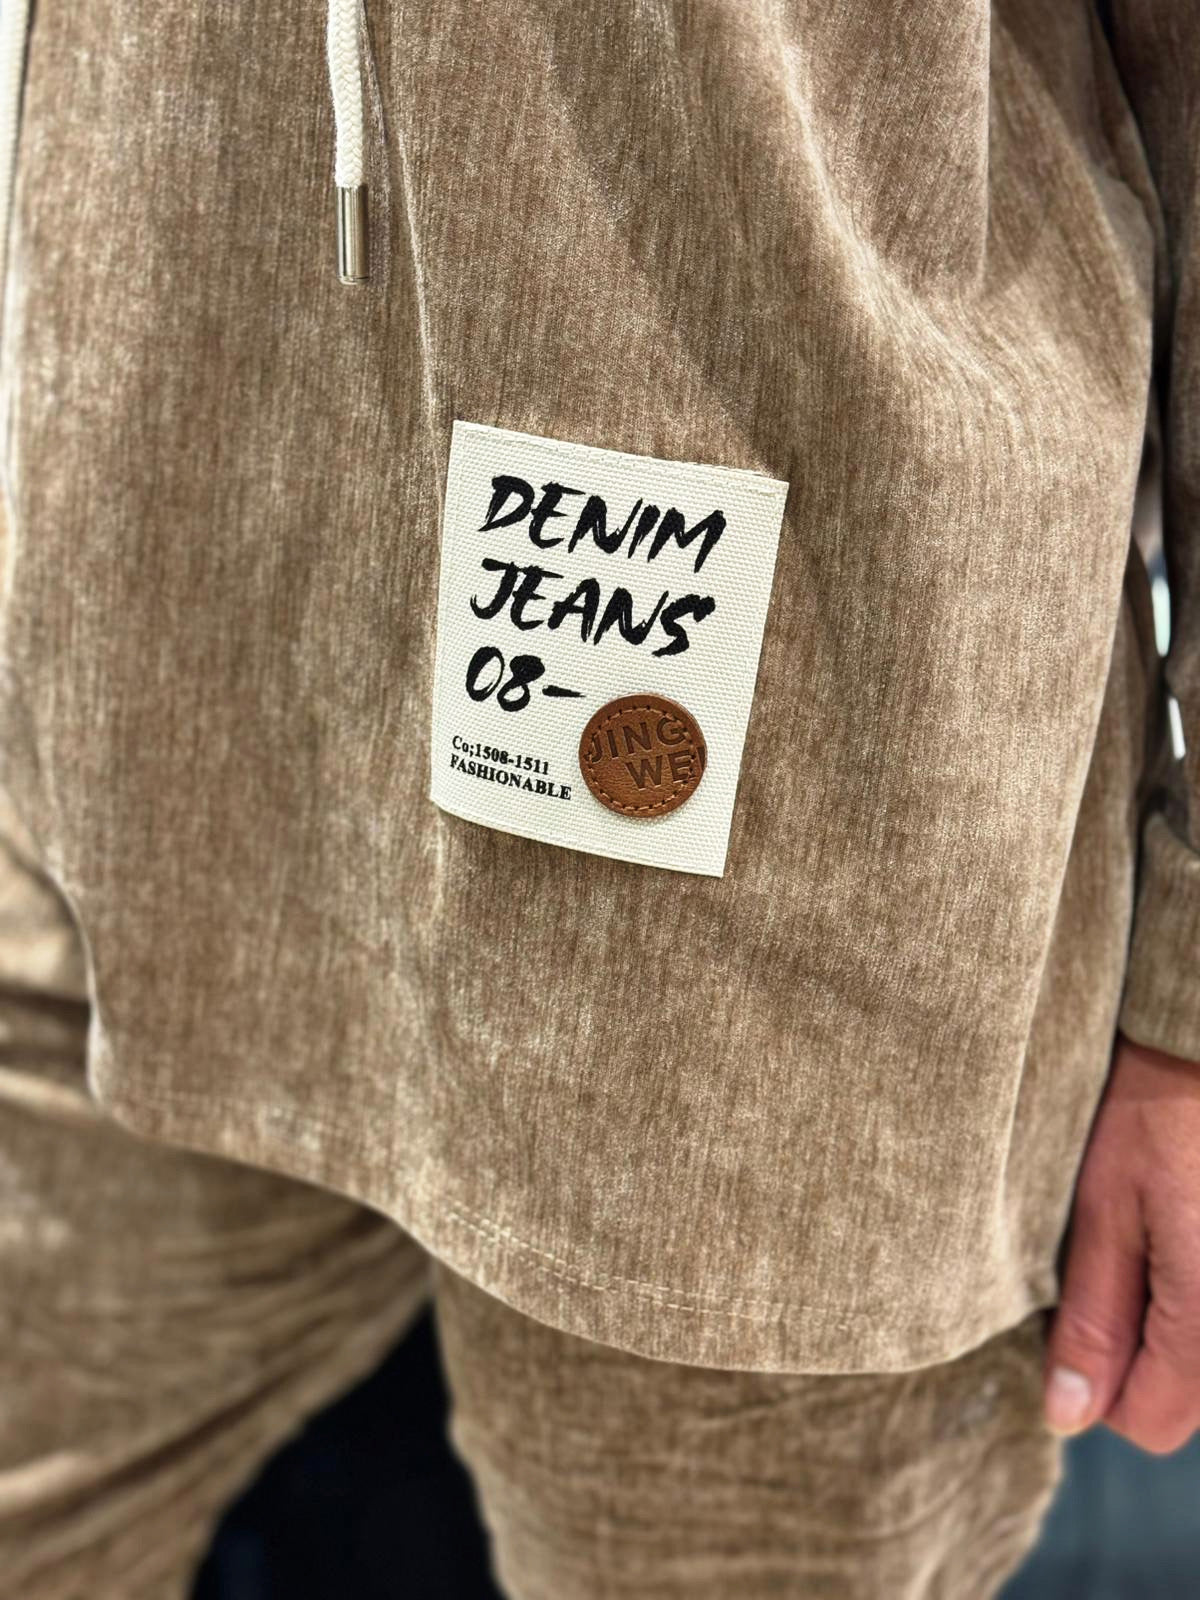 DENIM
JEANS
08-
Co;1508-1511
FASHIONABLE
JING
WEI